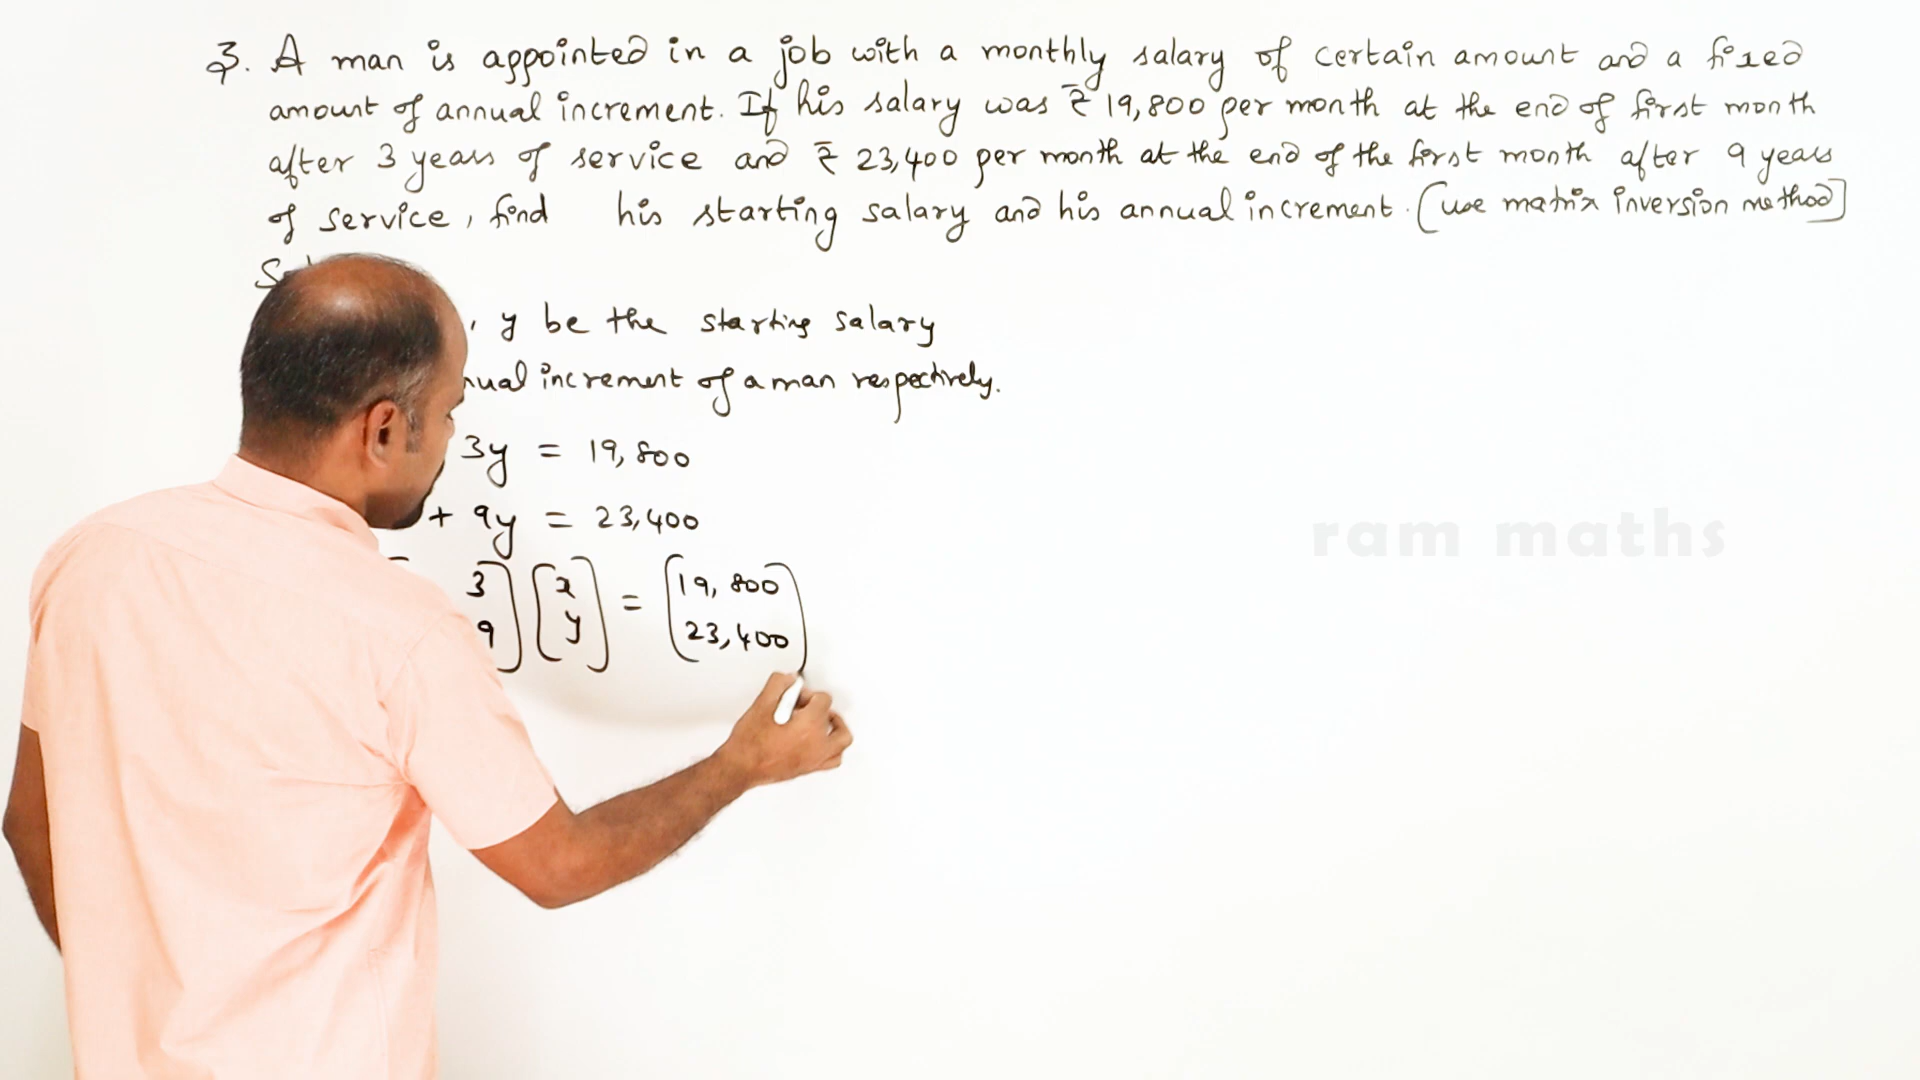 3. A man is appointed in a job with a monthly salary of certain amount and a fixed
amount of annual increment. If his salary was ₹ 19,800 per month at the end of first month
after 3 years of service and ₹ 23,400 per month at the end of the first month after 9 years
of service, find his starting salary and his annual increment. [use matrix inversion method]
, y be the starting salary
increment of a man respectively.
3y = 19,800
+ 9y = 23,400
3] [x] = [19,800]
9] [y] [23,400]
ram maths